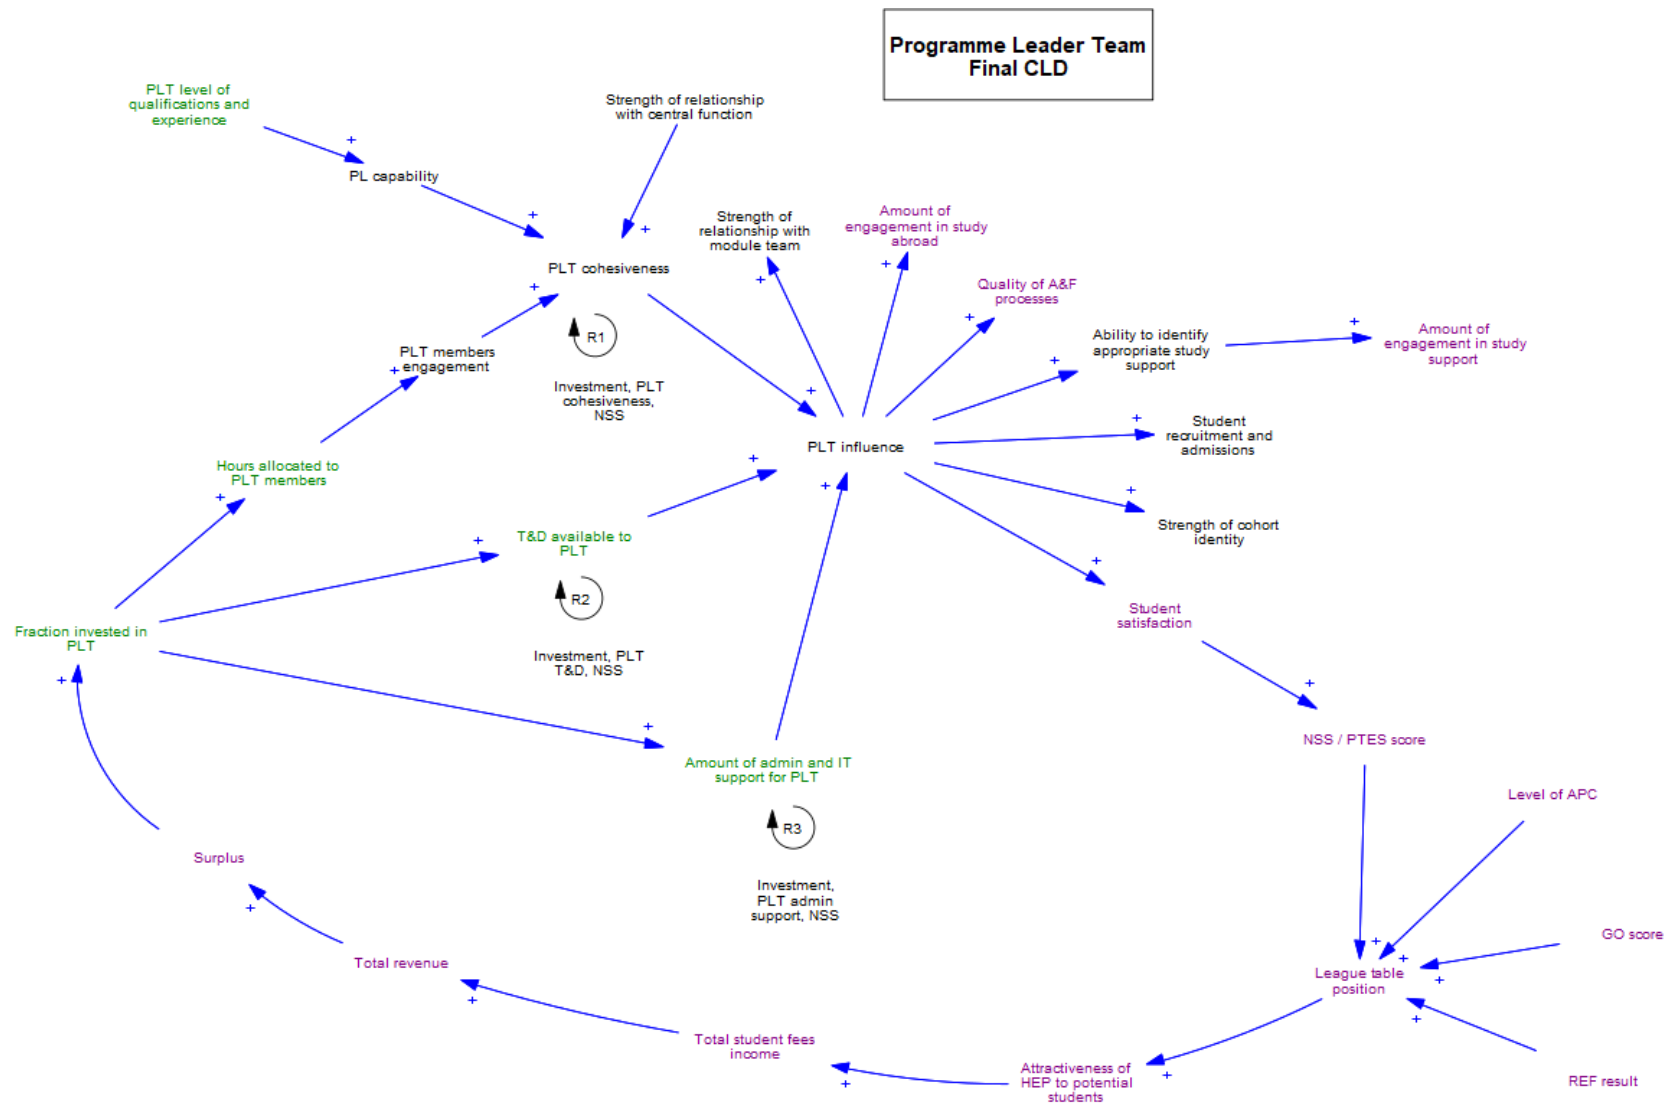 Programme Leader Team
Final CLD
PLT level of
qualifications and
experience
+
PL capability
+
Strength of relationship
with central function
+
PLT cohesiveness
+
R1
Investment, PLT
cohesiveness,
NSS
PLT members
engagement
+
Hours allocated to
PLT members
+
Strength of
relationship with
module team
+
Amount of
engagement in study
abroad
+
Quality of A&F
processes
+
Ability to identify
appropriate study
support
+
Amount of
engagement in study
support
+
Student
recruitment and
admissions
+
Strength of cohort
identity
+
PLT influence
+
+
+
T&D available to
PLT
+
R2
Investment, PLT
T&D, NSS
Fraction invested in
PLT
+
Amount of admin and IT
support for PLT
+
R3
Investment,
PLT admin
support, NSS
Student
satisfaction
+
NSS / PTES score
+
Level of APC
GO score
League table
position
+
+
+
+
REF result
Attractiveness of
HEP to potential
students
+
Total student fees
income
+
Total revenue
+
Surplus
+